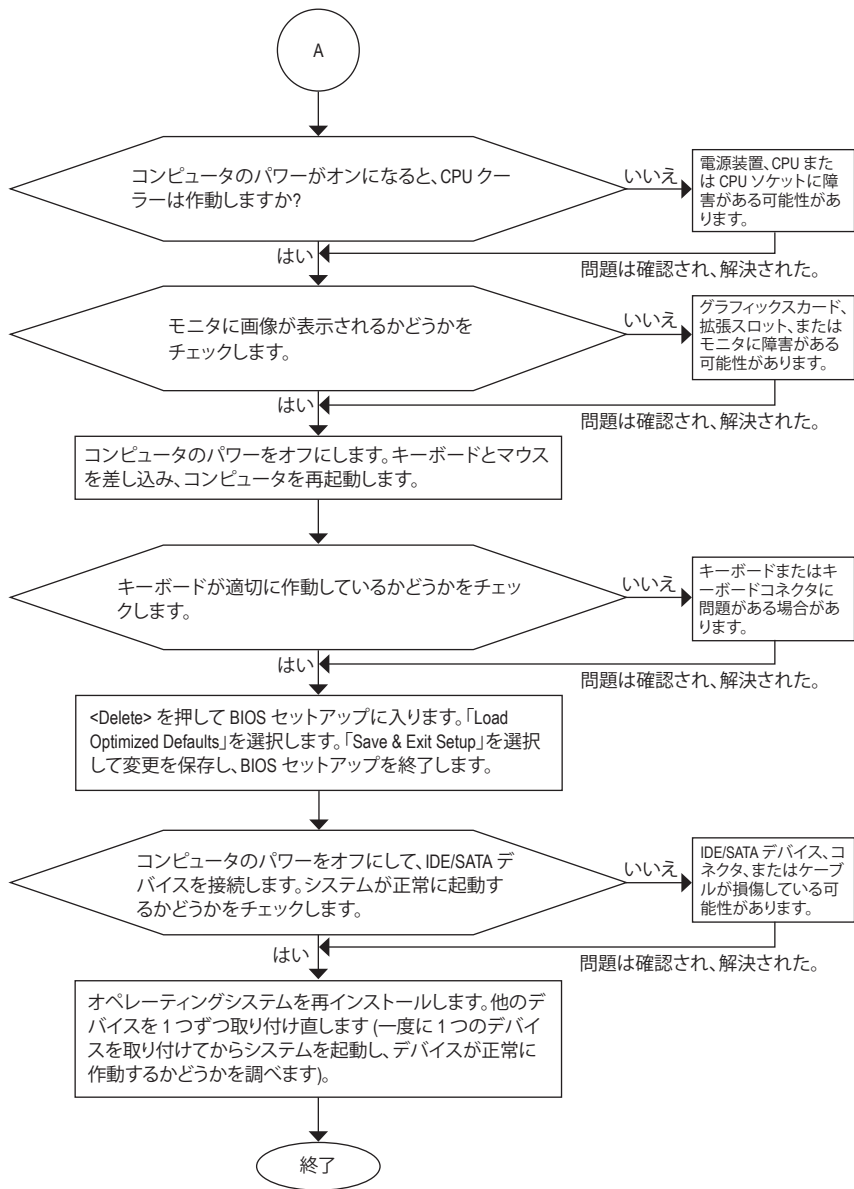 A
コンピュータのパワーがオンになると、CPU クー
ラーは作動しますか?
いいえ
電源装置、CPU また
は CPU ソケットに障
害がある可能性があ
ります。
はい
問題は確認され、解決された。
モニタに画像が表示されるかどうかを
チェックします。
いいえ
グラフィックスカード、
拡張スロット、または
モニタに障害がある
可能性があります。
はい
問題は確認され、解決された。
コンピュータのパワーをオフにします。キーボードとマウス
を差し込み、コンピュータを再起動します。
キーボードが適切に作動しているかどうかをチェッ
クします。
いいえ
キーボードまたはキ
ーボードコネクタに
問題がある場合があ
ります。
はい
問題は確認され、解決された。
<Delete> を押して BIOS セットアップに入ります。「Load
Optimized Defaults」を選択します。「Save & Exit Setup」を選択
して変更を保存し、BIOS セットアップを終了します。
コンピュータのパワーをオフにして、IDE/SATA デ
バイスを接続します。システムが正常に起動す
るかどうかをチェックします。
いいえ
IDE/SATA デバイス、コ
ネクタ、またはケーブ
ルが損傷している可
能性があります。
はい
問題は確認され、解決された。
オペレーティングシステムを再インストールします。他のデ
バイスを 1 つずつ取り付け直します (一度に 1 つのデバイ
スを取り付けてからシステムを起動し、デバイスが正常に
作動するかどうかを調べます)。
終了